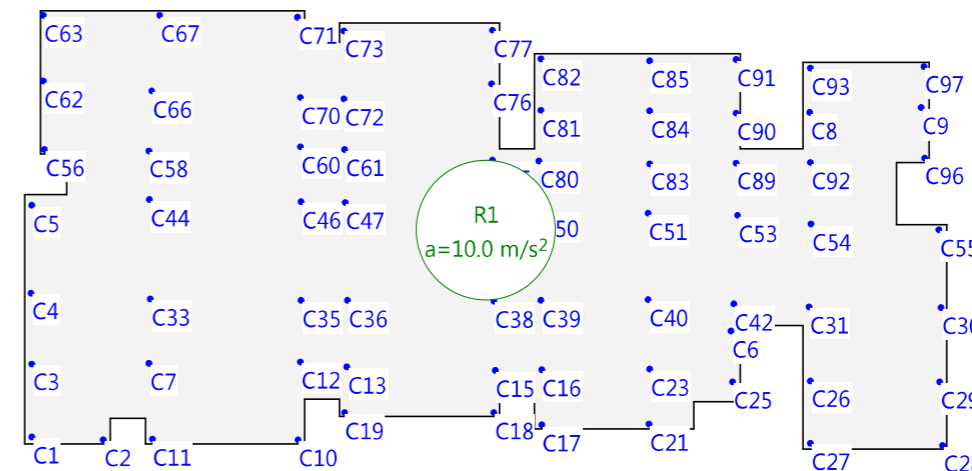 C63 C67 C71 C73 C77 C82 C85 C91 C93 C97
C62 C66 C70 C72 C76 C81 C84 C90 C8 C9
C56 C58 C60 C61 C80 C83 C89 C92 C96
C5 C44 C46 C47 R1 50 C51 C53 C54 C55
a=10.0 m/s²
C4 C33 C35 C36 C38 C39 C40 C42 C31 C30
C6
C3 C7 C12 C13 C15 C16 C23 C25 C26 C29
C1 C2 C11 C10 C19 C18 C17 C21 C27